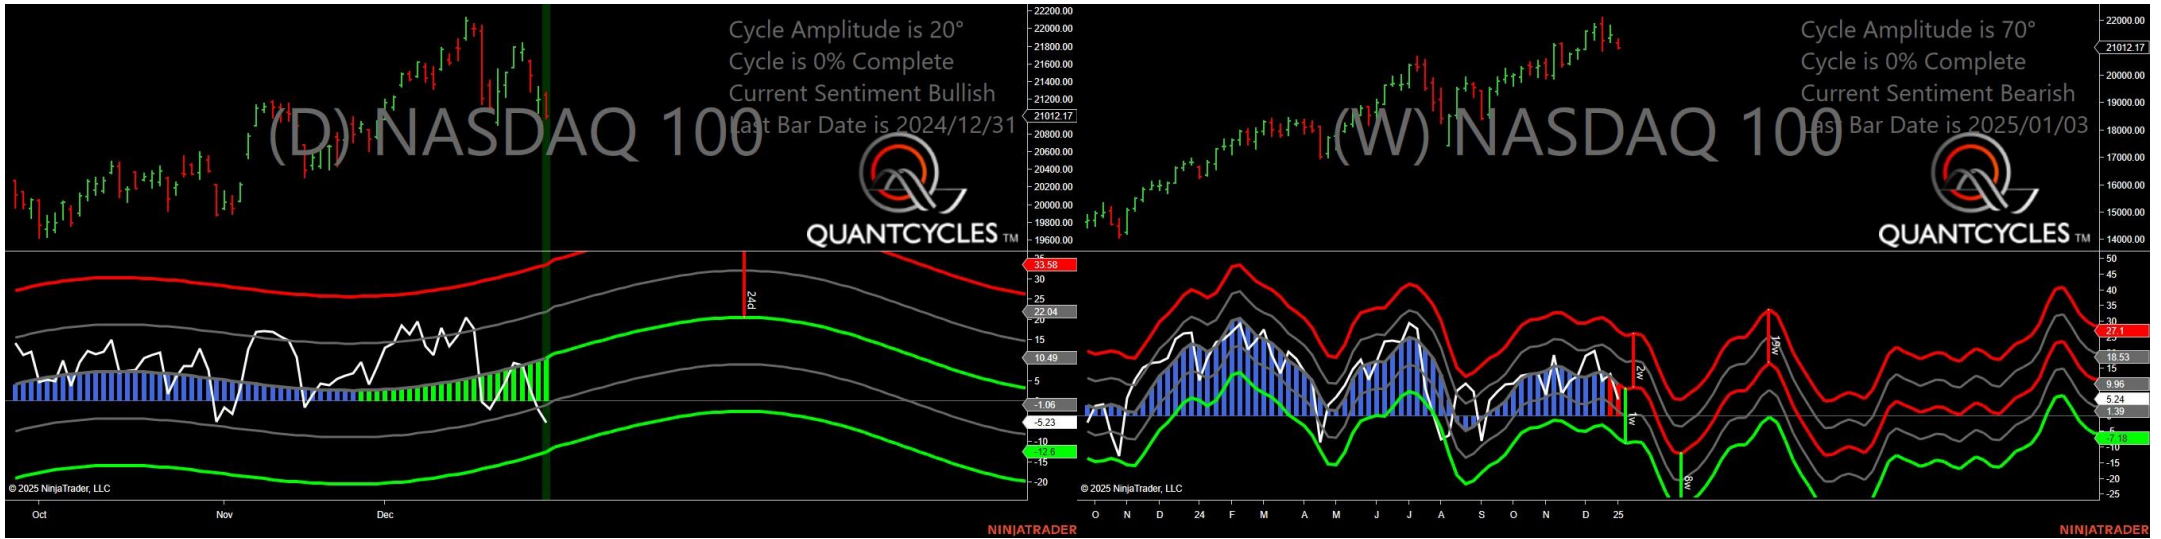 (D) NASDAQ 100
Cycle Amplitude is 20°
Cycle is 0% Complete
Current Sentiment Bullish
Last Bar Date is 2024/12/31
QUANTCYCLES TM
22200.00
22000.00
21800.00
21600.00
21400.00
21200.00
21012.17
20800.00
20600.00
20400.00
20200.00
20000.00
19800.00
19600.00
33.58
30
25
22.04
20
15
10.49
5
-1.06
-5.23
-10
-12.6
-15
-20
24d
© 2025 NinjaTrader, LLC
Oct Nov Dec
NINJATRADER
(W) NASDAQ 100
Cycle Amplitude is 70°
Cycle is 0% Complete
Current Sentiment Bearish
Last Bar Date is 2025/01/03
QUANTCYCLES TM
22000.00
21012.17
20000.00
19000.00
18000.00
17000.00
16000.00
15000.00
14000.00
50
45
40
35
30
27.1
18.53
15
9.96
5.24
1.39
-7.18
-10
-15
-20
-25
2w
1w
19w
8w
© 2025 NinjaTrader, LLC
O N D 24 F M A M J J A S O N D 25
NINJATRADER